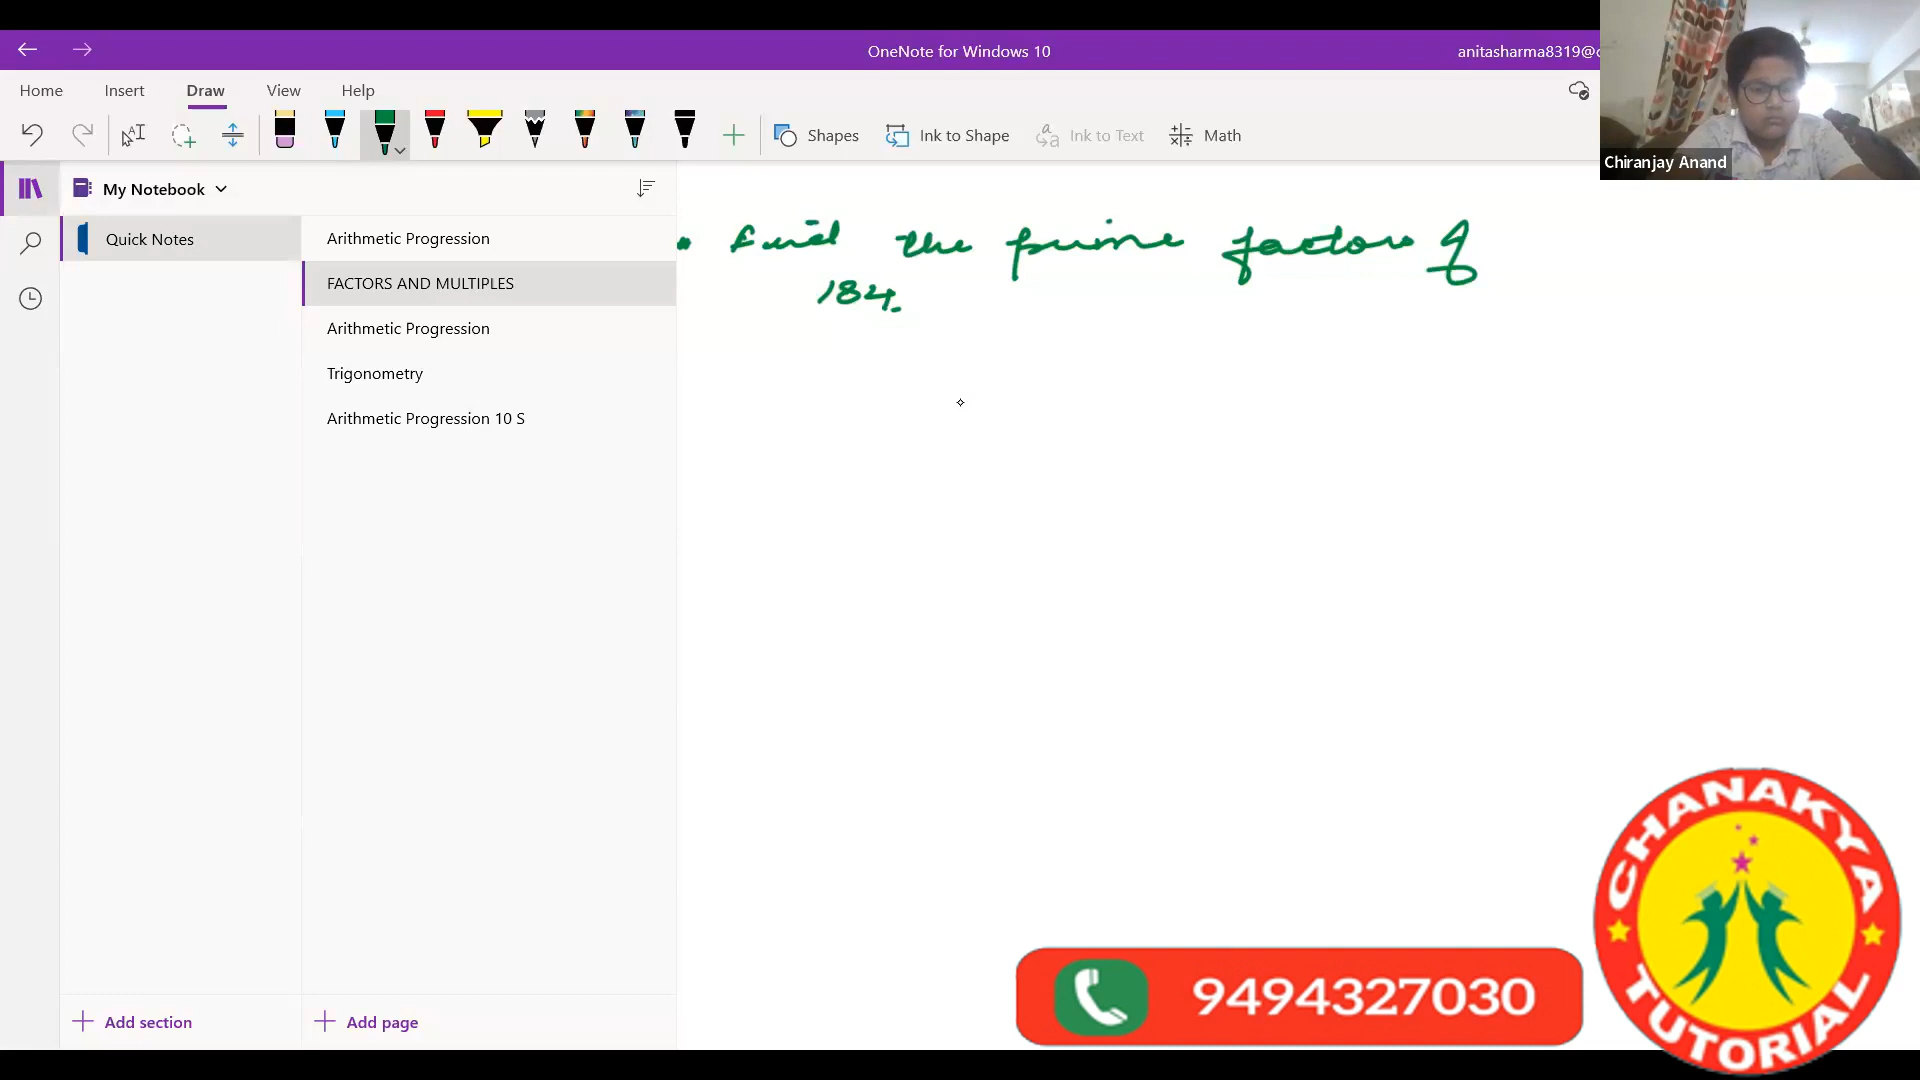 OneNote for Windows 10
anitasharma8319@
Home Insert Draw View Help
Shapes Ink to Shape Ink to Text Math
Chiranjay Anand
My Notebook
Quick Notes
Arithmetic Progression
FACTORS AND MULTIPLES
Arithmetic Progression
Trigonometry
Arithmetic Progression 10 S
Find the prime factors of
184.
Add section
Add page
9494327030
CHANAKYA
TUTORIAL